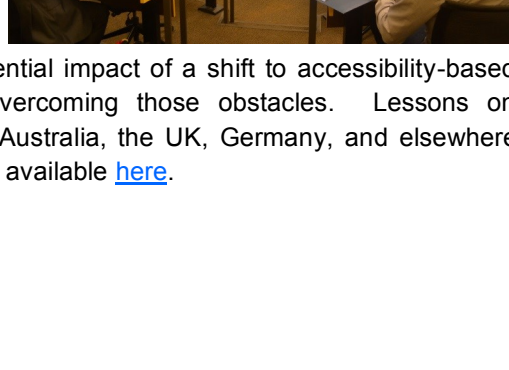 ential impact of a shift to accessibility-based
vercoming those obstacles. Lessons on
Australia, the UK, Germany, and elsewhere
available here.